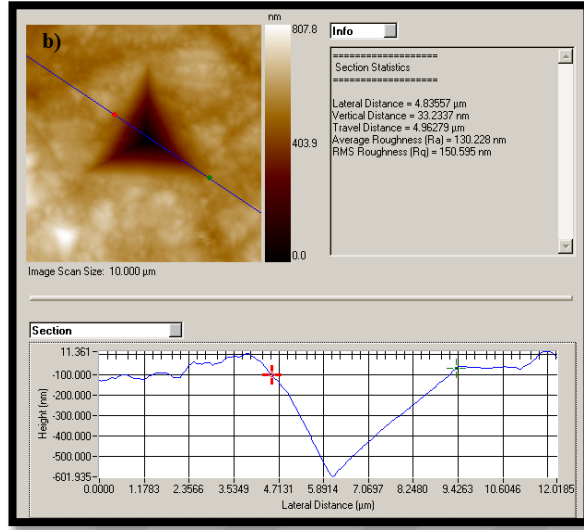 b)
nm
807.8
403.9
0.0
Image Scan Size: 10.000 µm
Info
===================
Section Statistics
===================
Lateral Distance = 4.83557 µm
Vertical Distance = 33.2337 nm
Travel Distance = 4.96279 µm
Average Roughness (Ra) = 130.228 nm
RMS Roughness (Rq) = 150.595 nm
Section
Height (nm)
11.361
-100.000
-200.000
-300.000
-400.000
-500.000
-601.935
0.0000 1.1783 2.3566 3.5349 4.7131 5.8914 7.0697 8.2480 9.4263 10.6046 12.0185
Lateral Distance (µm)